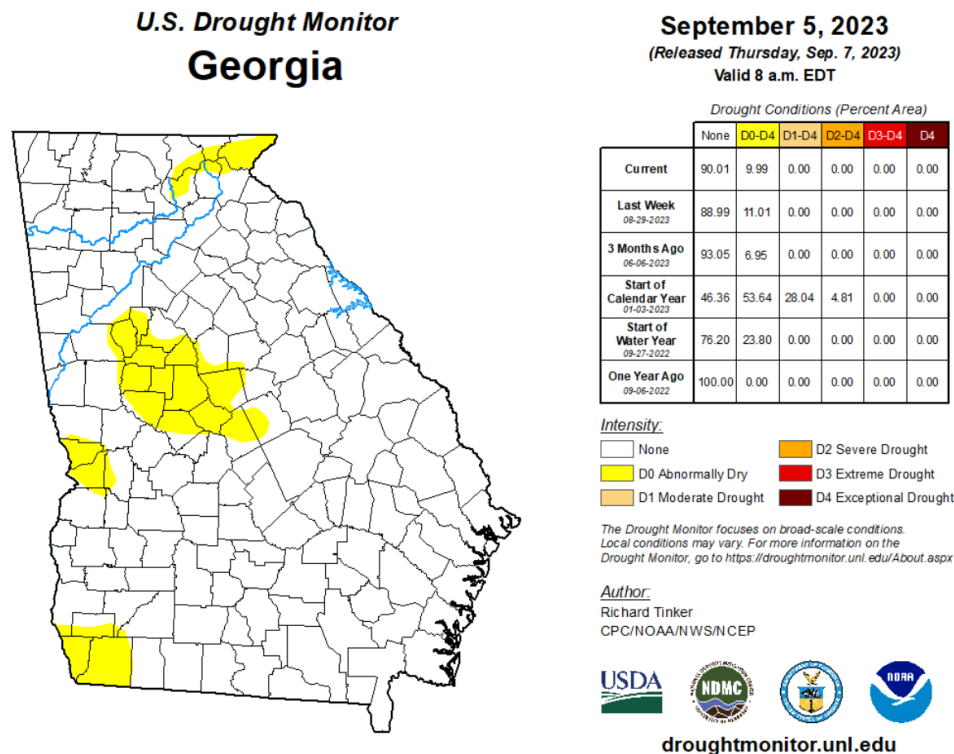 U.S. Drought Monitor
Georgia
September 5, 2023
(Released Thursday, Sep. 7, 2023)
Valid 8 a.m. EDT
Drought Conditions (Percent Area)
None D0-D4 D1-D4 D2-D4 D3-D4 D4
Current 90.01 9.99 0.00 0.00 0.00 0.00
Last Week
08-29-2023 88.99 11.01 0.00 0.00 0.00 0.00
3 Months Ago
06-06-2023 93.05 6.95 0.00 0.00 0.00 0.00
Start of
Calendar Year
01-03-2023 46.36 53.64 28.04 4.81 0.00 0.00
Start of
Water Year
09-27-2022 76.20 23.80 0.00 0.00 0.00 0.00
One Year Ago
09-06-2022 100.00 0.00 0.00 0.00 0.00 0.00
Intensity:
None
D0 Abnormally Dry
D1 Moderate Drought
D2 Severe Drought
D3 Extreme Drought
D4 Exceptional Drought
The Drought Monitor focuses on broad-scale conditions.
Local conditions may vary. For more information on the
Drought Monitor, go to https://droughtmonitor.unl.edu/About.aspx
Author:
Richard Tinker
CPC/NOAA/NWS/NCEP
USDA
NDMC
NOAA
droughtmonitor.unl.edu